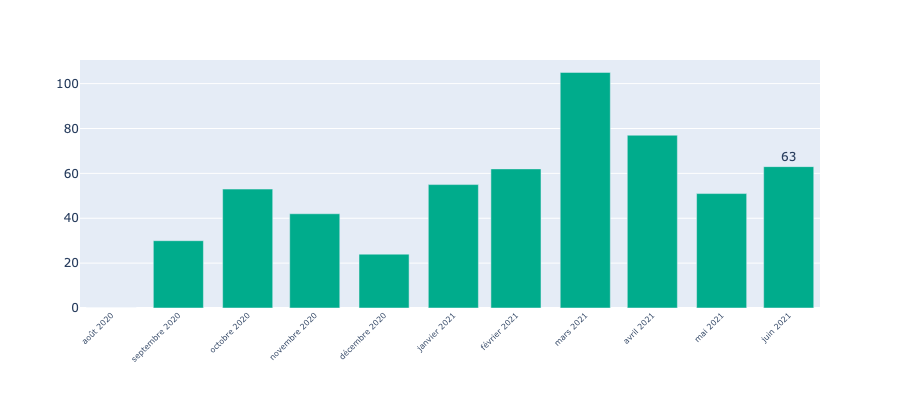 100
80
60
40
20
0
63
août 2020
septembre 2020
octobre 2020
novembre 2020
décembre 2020
janvier 2021
février 2021
mars 2021
avril 2021
mai 2021
juin 2021